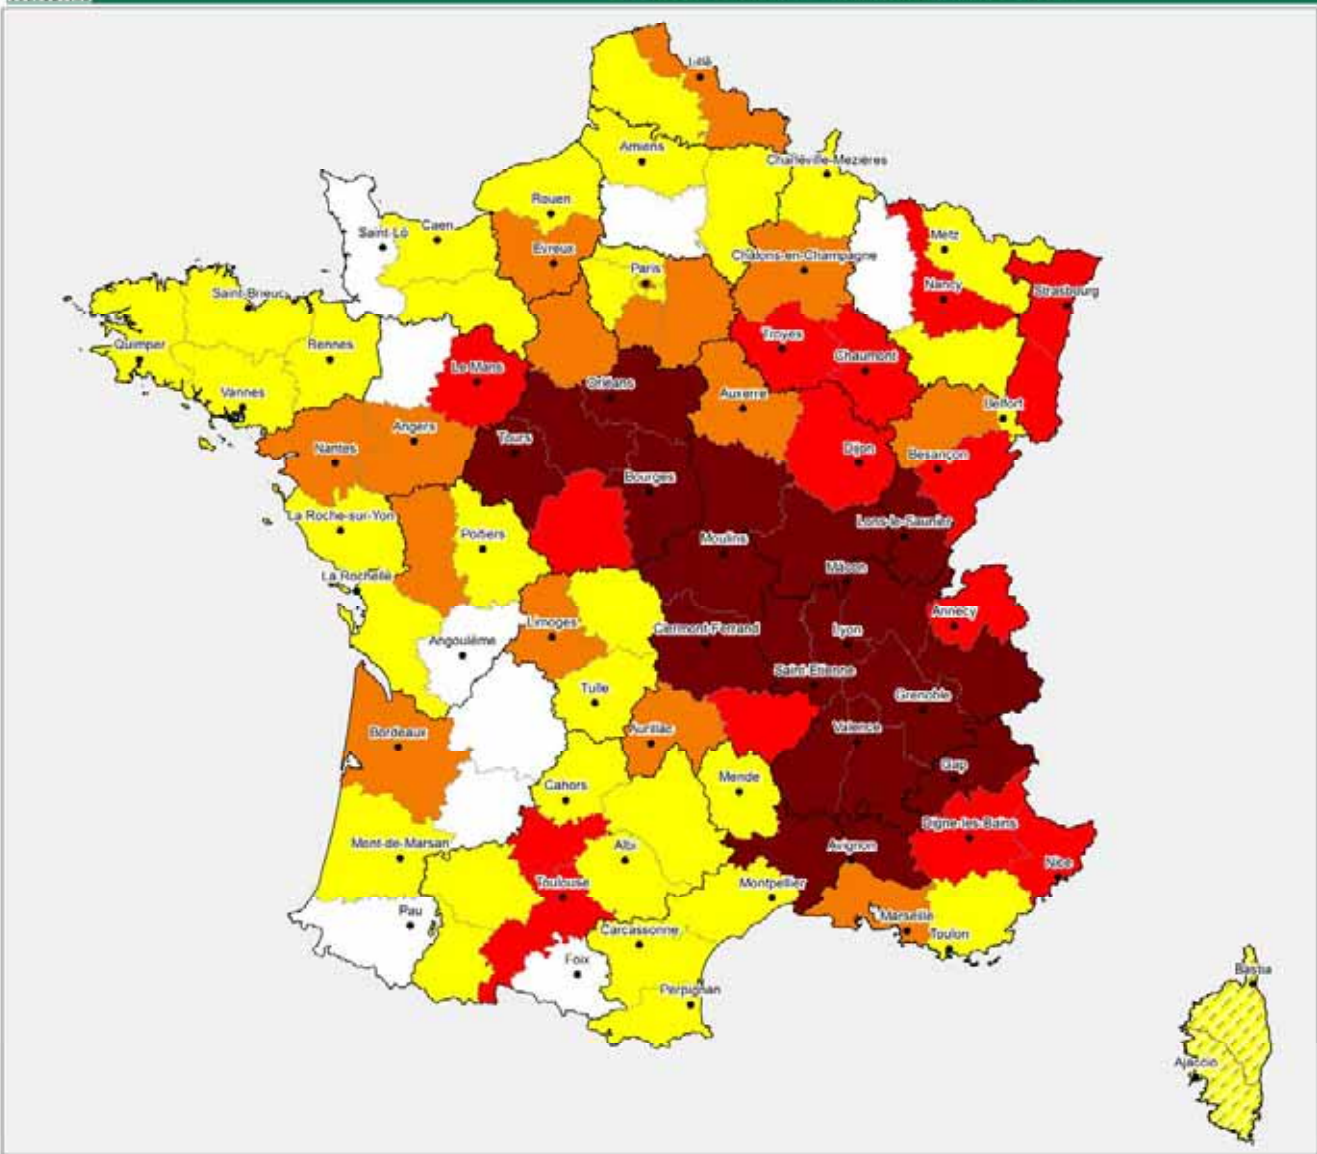 Lille
Amiens
Charleville-Mezières
Rouen
Saint-Lô
Caen
Evreux
Metz
Châlons-en-Champagne
Paris
Nancy
Saint-Brieuc
Strasbourg
Troyes
Quimper
Rennes
Chaumont
Le Mans
Orléans
Vannes
Auxerre
Belfort
Angers
Tours
Nantes
Dijon
Besançon
Bourges
La Roche-sur-Yon
Lons-le-Saunier
Poitiers
Moulins
Mâcon
La Rochelle
Annecy
Limoges
Clermont-Ferrand
Lyon
Angoulême
Saint-Etienne
Tulle
Grenoble
Bordeaux
Aurillac
Valence
Gap
Mende
Cahors
Digne-les-Bains
Mont-de-Marsan
Albi
Avignon
Nice
Toulouse
Montpellier
Pau
Marseille
Carcassonne
Toulon
Foix
Bastia
Perpignan
Ajaccio